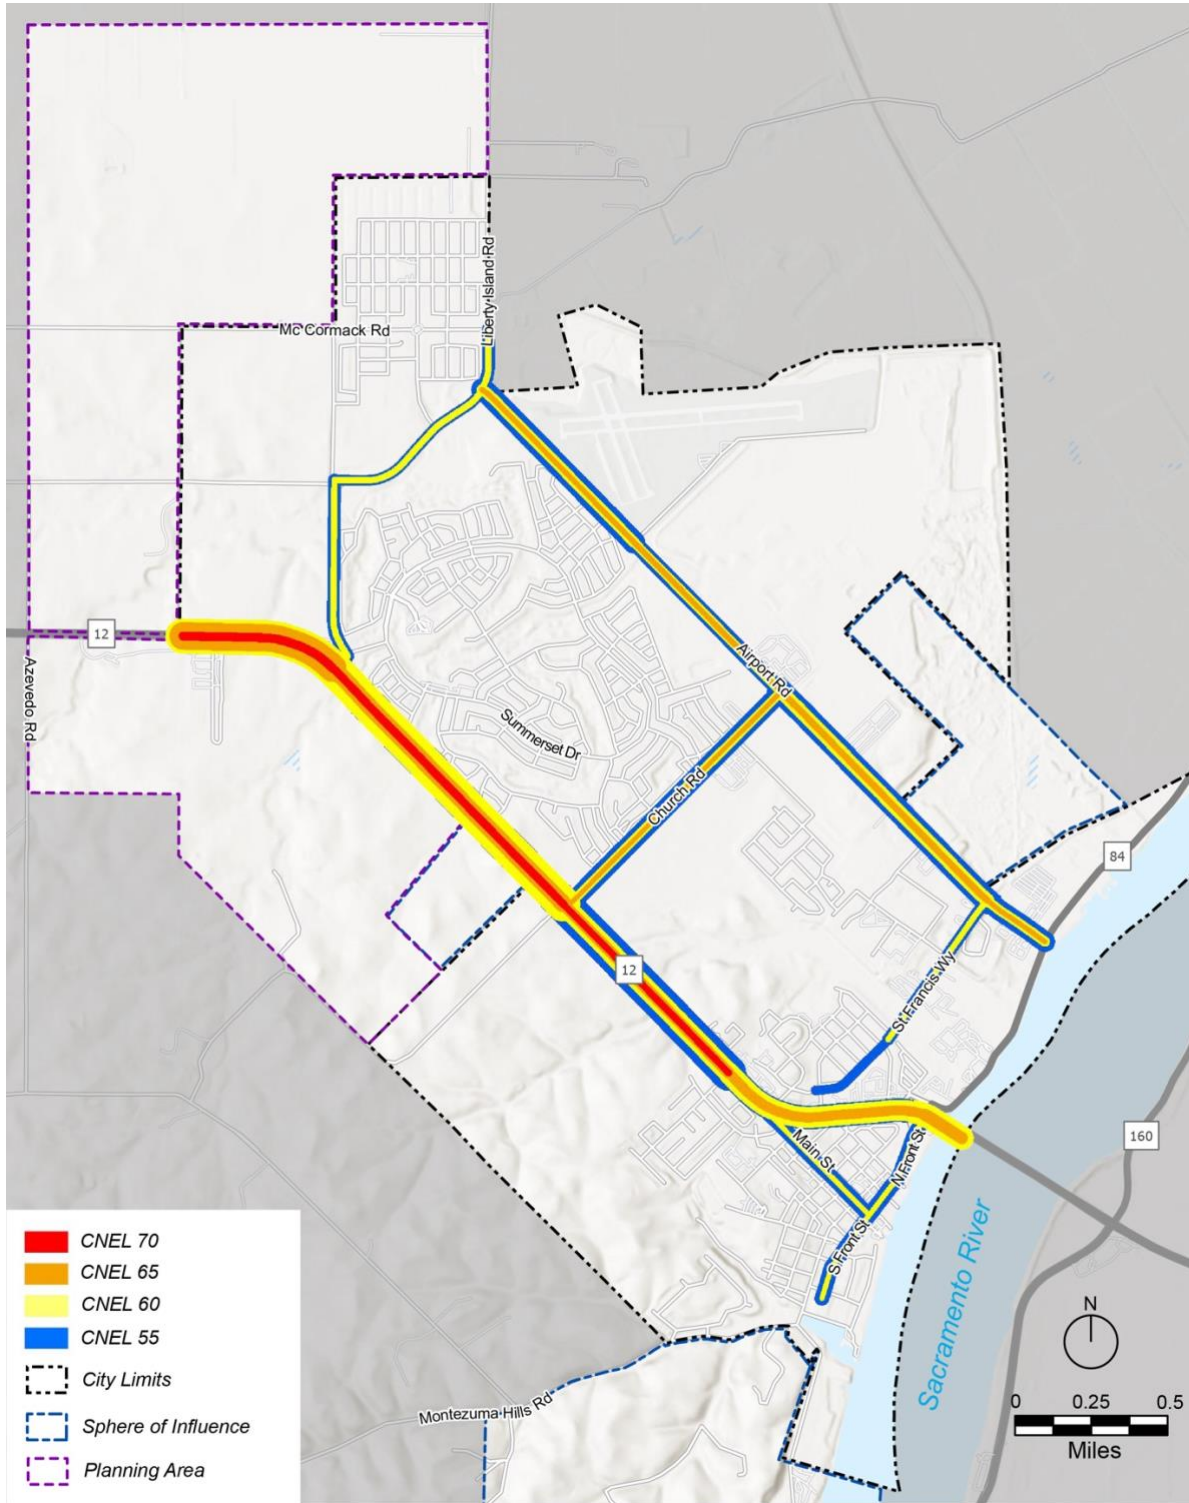 Liberty Island Rd
Mc Cormack Rd
12
Azevedo Rd
Airport Rd
Summerset Dr
Church Rd
84
12
St Francis Wy
160
Main St
N Front St
S Front St
Sacramento River
CNEL 70
CNEL 65
CNEL 60
CNEL 55
City Limits
Sphere of Influence
Planning Area
Montezuma Hills Rd
N
0 0.25 0.5
Miles